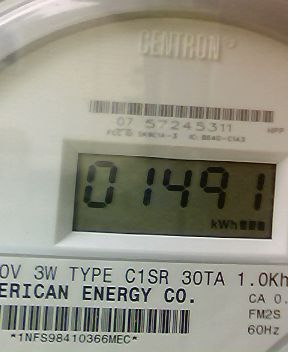 CENTRON®
07 57245311
HPP
01491
kWh
0V 3W TYPE C1SR 30TA 1.0Kh
ERICAN ENERGY CO.
CA 0.
FM2S
60Hz
*1NFS98410366MEC*